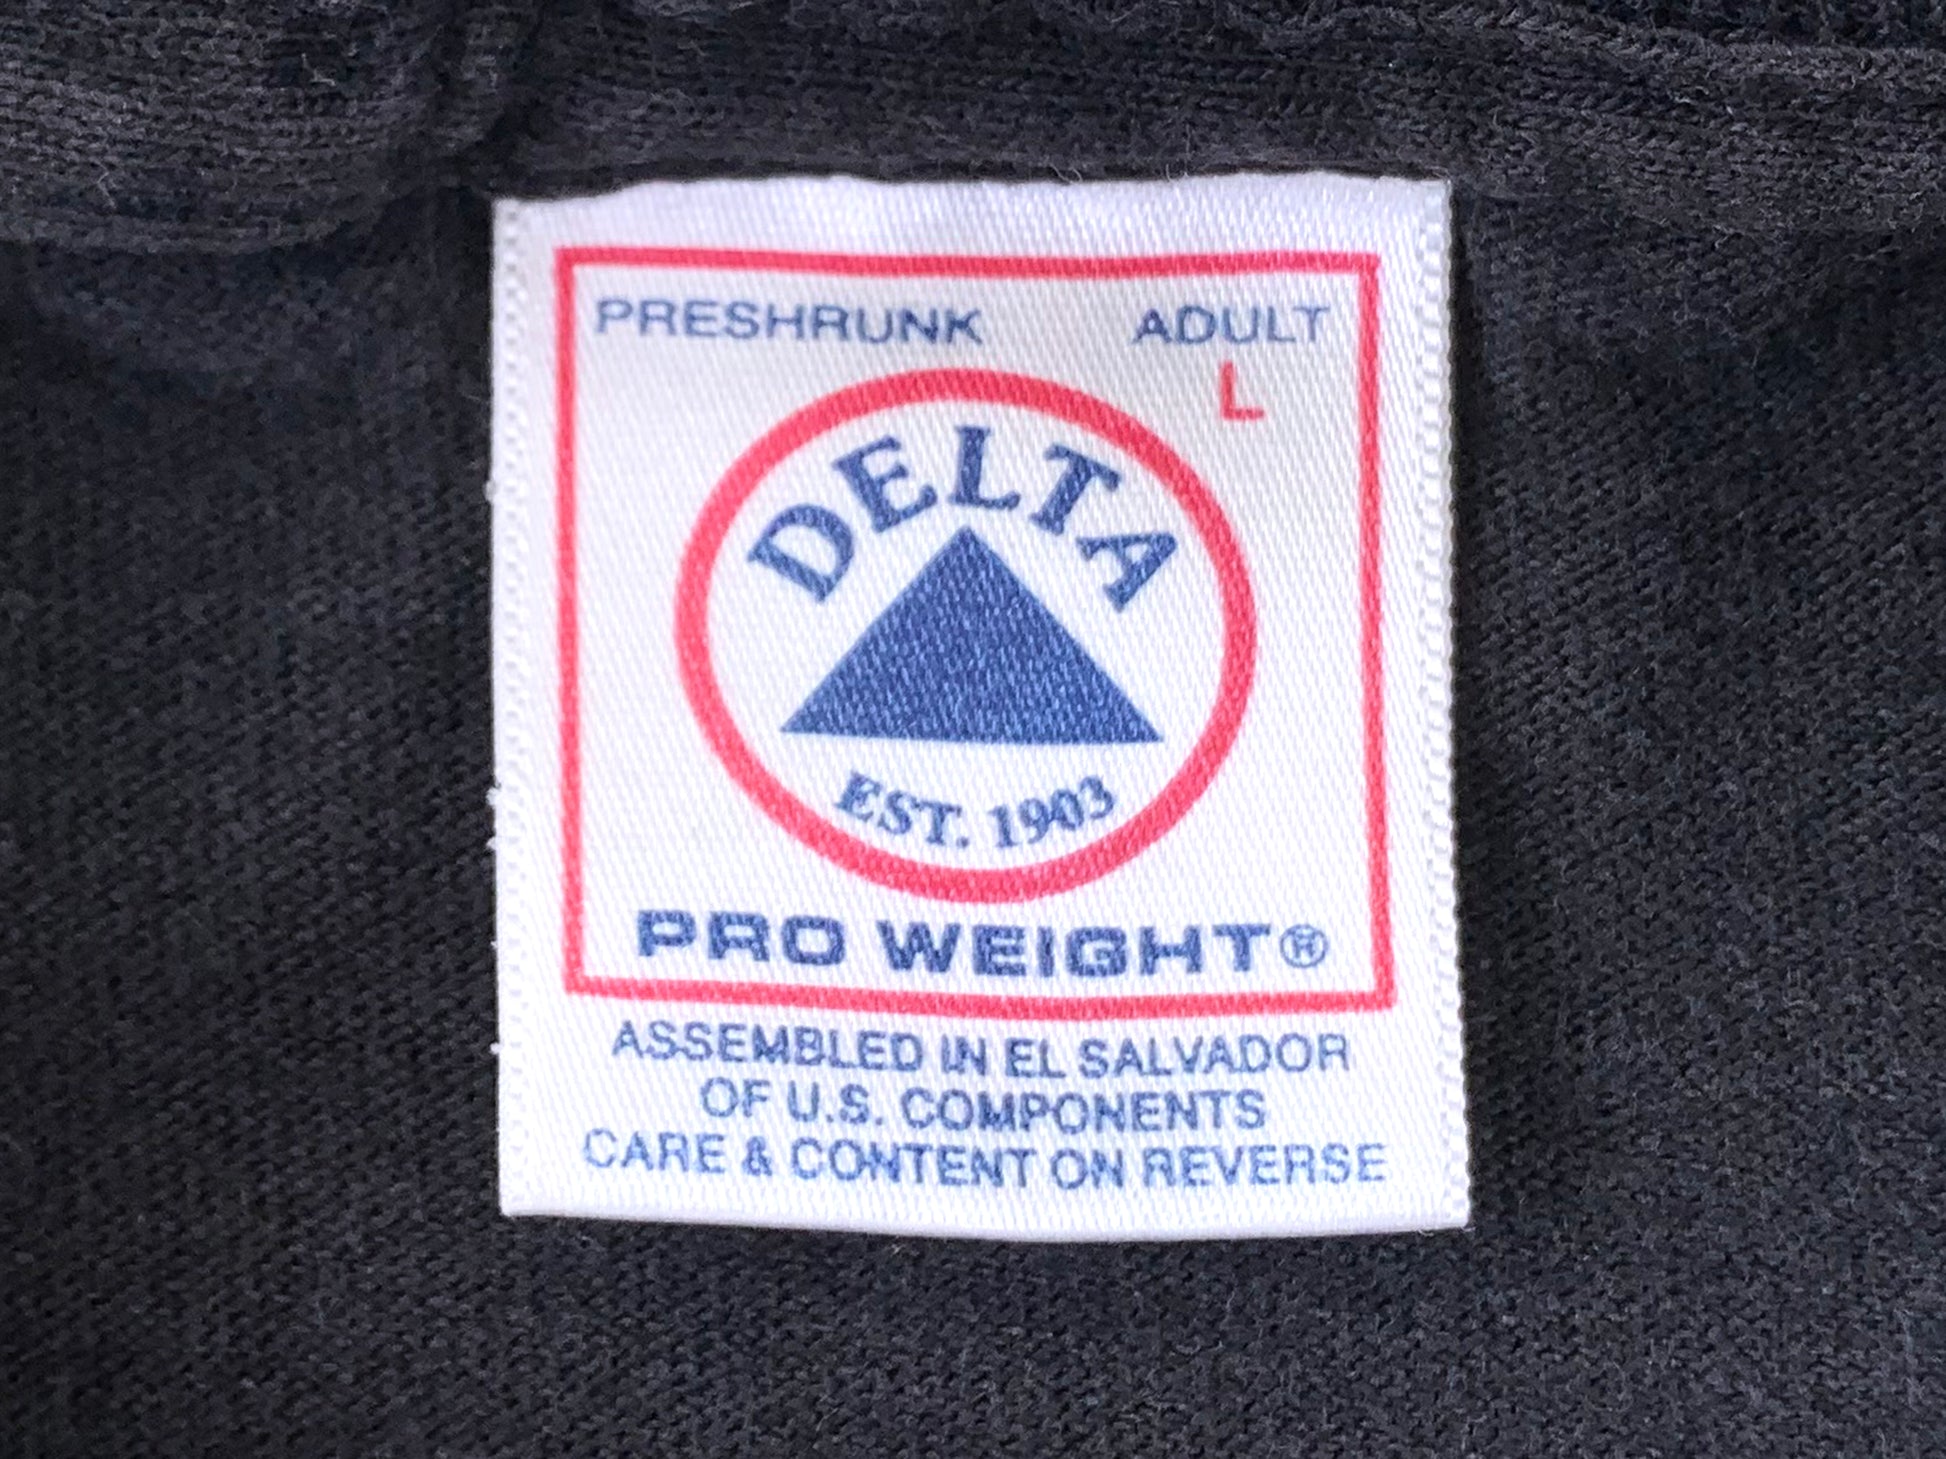 PRESHRUNK ADULT
L
DELTA
EST. 1903
PRO WEIGHT®
ASSEMBLED IN EL SALVADOR
OF U.S. COMPONENTS
CARE & CONTENT ON REVERSE